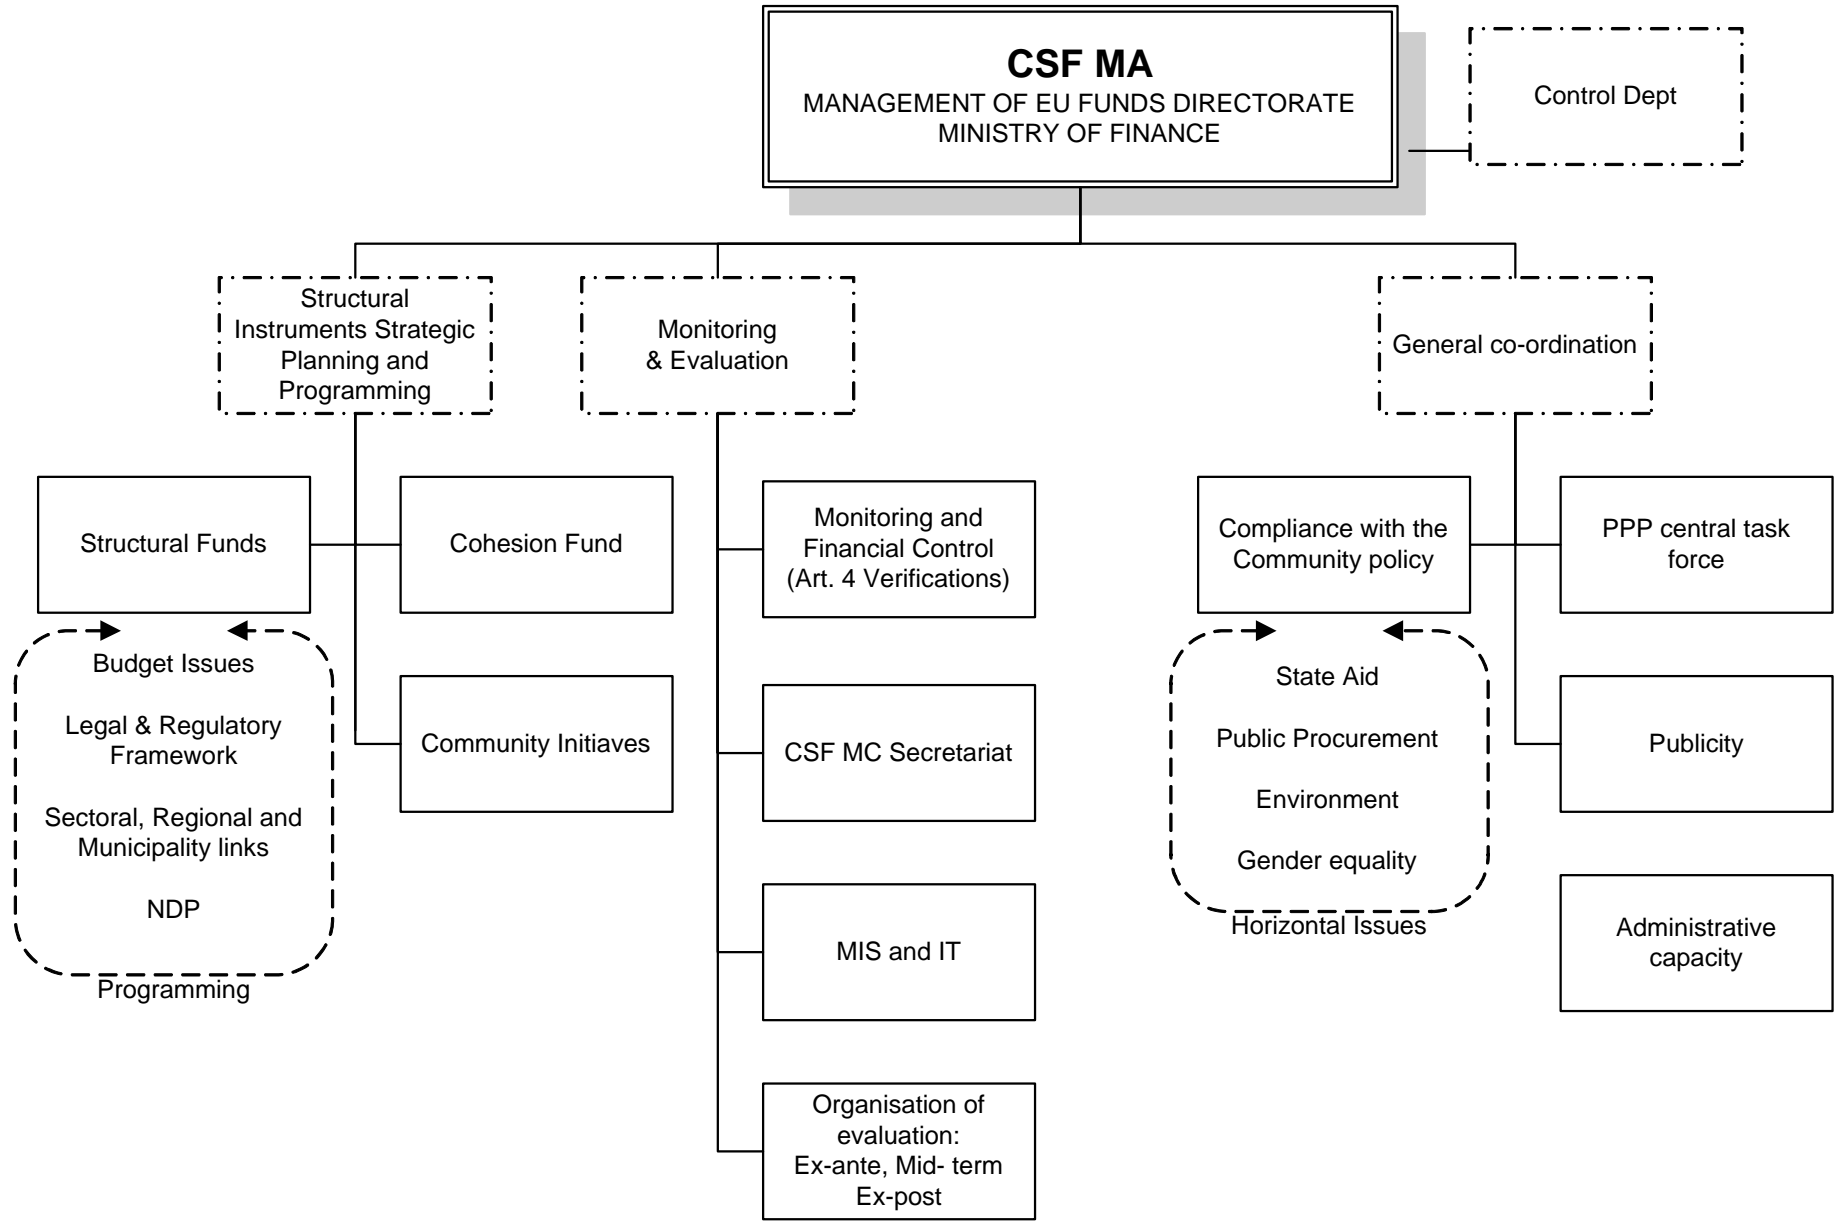 CSF MA
MANAGEMENT OF EU FUNDS DIRECTORATE
MINISTRY OF FINANCE
Control Dept
Structural
Instruments Strategic
Planning and
Programming
Monitoring
& Evaluation
General co-ordination
Structural Funds
Cohesion Fund
Monitoring and
Financial Control
(Art. 4 Verifications)
Compliance with the
Community policy
PPP central task
force
Budget Issues
Legal & Regulatory
Framework
Sectoral, Regional and
Municipality links
NDP
Programming
Community Initiaves
CSF MC Secretariat
State Aid
Public Procurement
Environment
Gender equality
Horizontal Issues
Publicity
MIS and IT
Administrative
capacity
Organisation of
evaluation:
Ex-ante, Mid- term
Ex-post